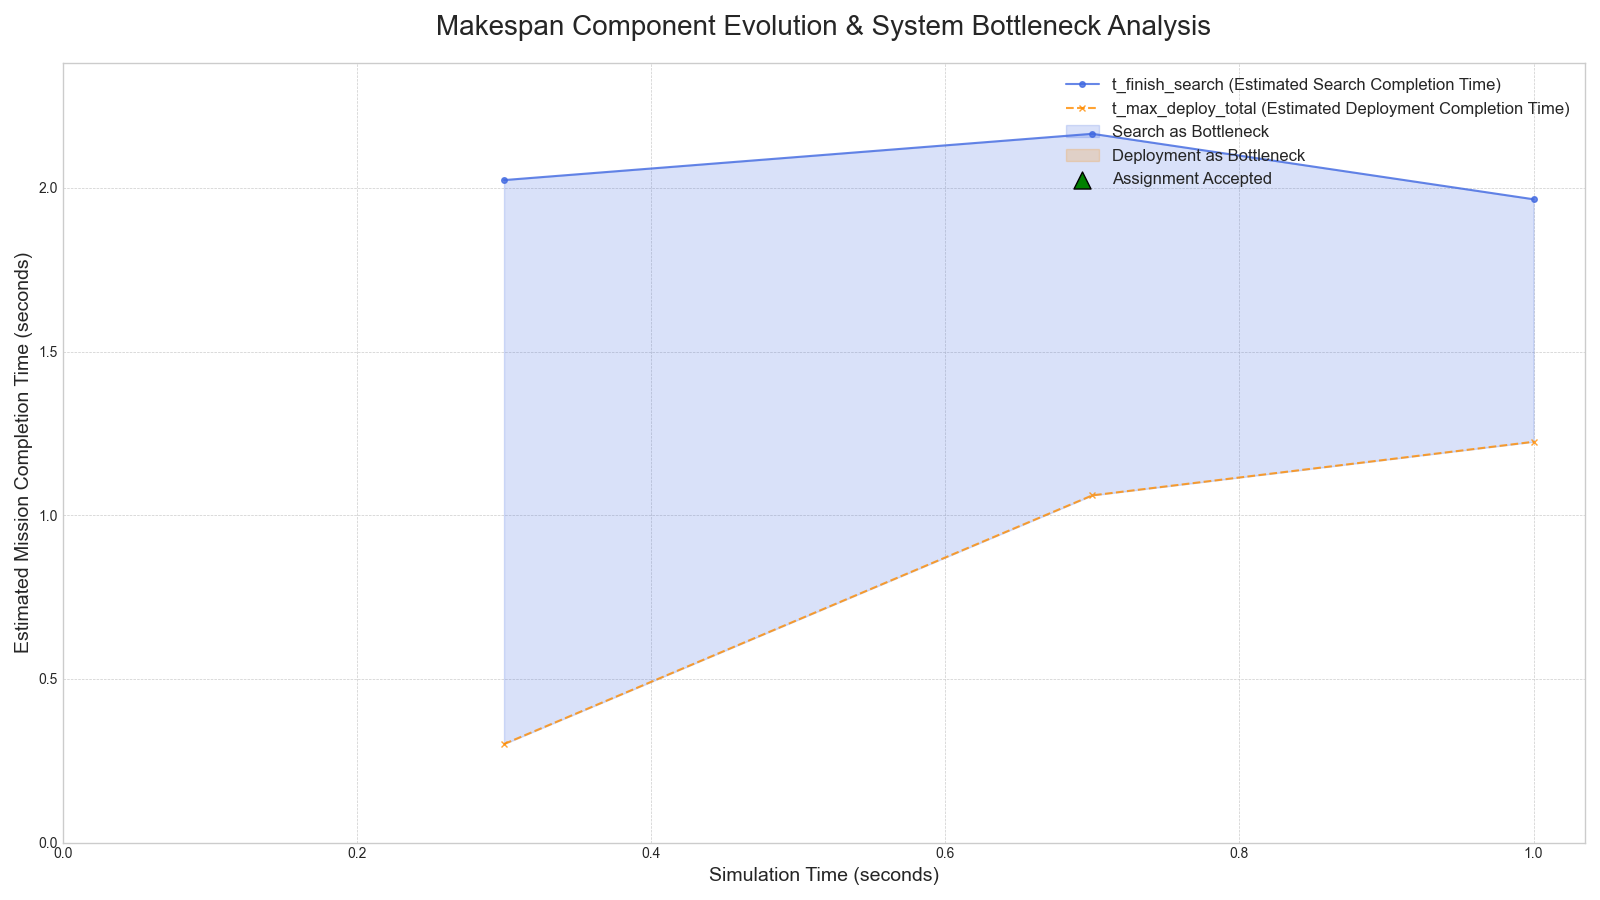 Makespan Component Evolution & System Bottleneck Analysis
t_finish_search (Estimated Search Completion Time)
t_max_deploy_total (Estimated Deployment Completion Time)
Search as Bottleneck
Deployment as Bottleneck
Assignment Accepted
Estimated Mission Completion Time (seconds)
2.0
1.5
1.0
0.5
0.0
0.0 0.2 0.4 0.6 0.8 1.0
Simulation Time (seconds)